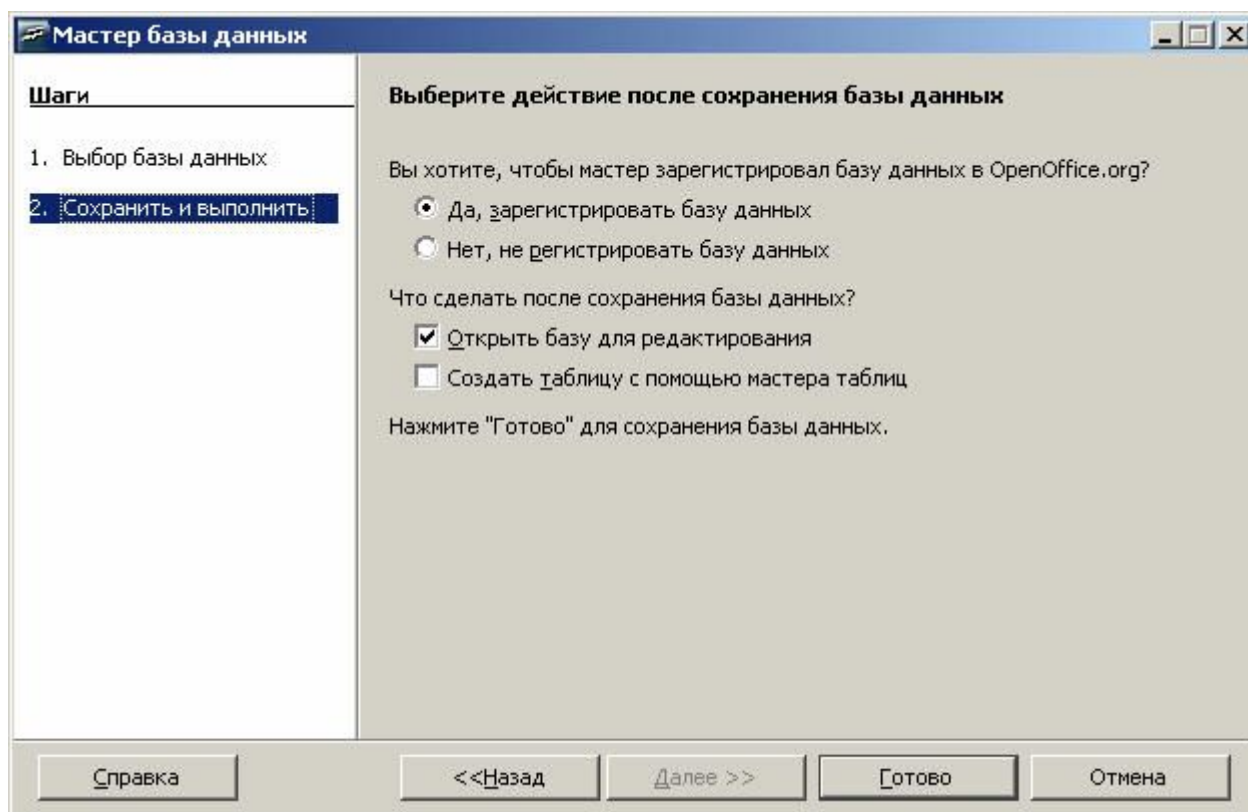 Мастер базы данных
Шаги
1. Выбор базы данных
2. Сохранить и выполнить
Выберите действие после сохранения базы данных
Вы хотите, чтобы мастер зарегистрировал базу данных в OpenOffice.org?
Да, зарегистрировать базу данных
Нет, не регистрировать базу данных
Что сделать после сохранения базы данных?
Открыть базу для редактирования
Создать таблицу с помощью мастера таблиц
Нажмите "Готово" для сохранения базы данных.
Справка
<<Назад
Далее >>
Готово
Отмена